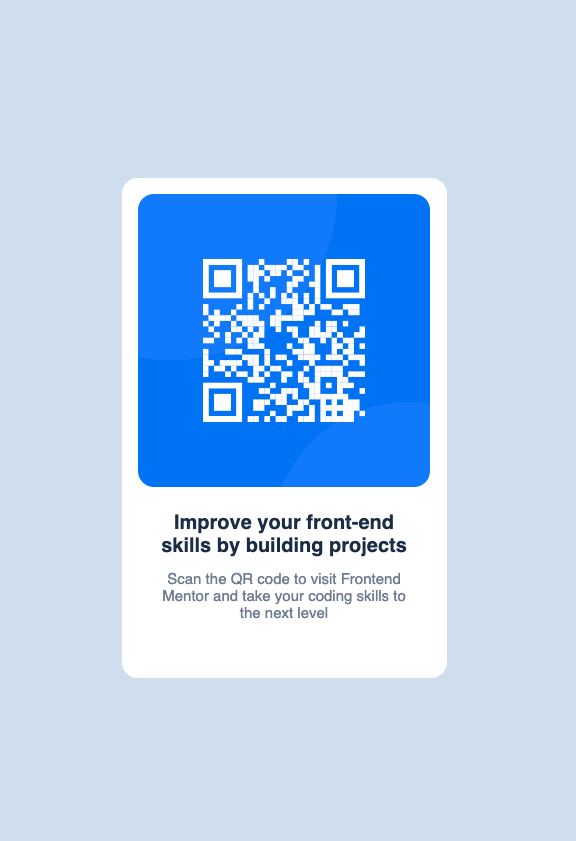 Improve your front-end
skills by building projects
Scan the QR code to visit Frontend
Mentor and take your coding skills to
the next level